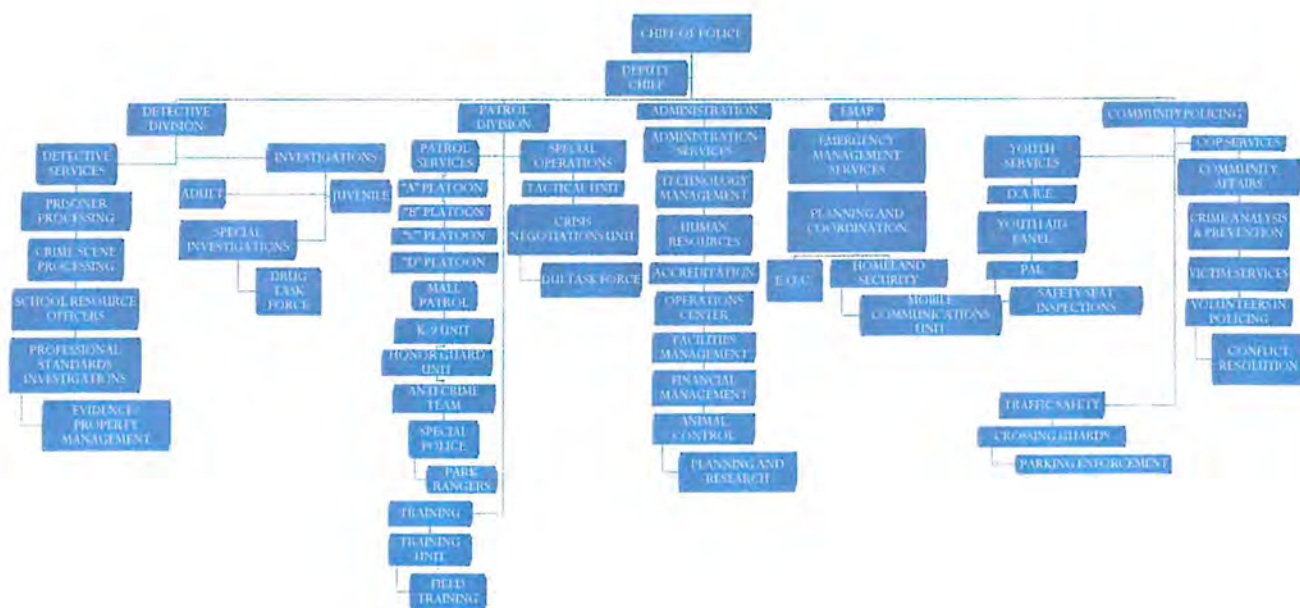 CHIEF OF POLICE
DEPUTY
CHIEF
DETECTIVE
DIVISION
DETECTIVE
SERVICES
PRISONER
PROCESSING
CRIME SCENE
PROCESSING
SCHOOL RESOURCE
OFFICERS
PROFESSIONAL
STANDARDS
INVESTIGATIONS
EVIDENCE/
PROPERTY
MANAGEMENT
INVESTIGATIONS
ADULT
JUVENILE
SPECIAL
INVESTIGATIONS
DRUG
TASK
FORCE
PATROL
DIVISION
PATROL
SERVICES
"A" PLATOON
"B" PLATOON
"C" PLATOON
"D" PLATOON
MALL
PATROL
K-9 UNIT
HONOR GUARD
UNIT
ANTI CRIME
TEAM
SPECIAL
POLICE
PARK
RANGERS
SPECIAL
OPERATIONS
TACTICAL UNIT
CRISIS
NEGOTIATIONS UNIT
DUI TASK FORCE
TRAINING
TRAINING
UNIT
FIELD
TRAINING
ADMINISTRATION
ADMINISTRATION
SERVICES
TECHNOLOGY
MANAGEMENT
HUMAN
RESOURCES
ACCREDITATION
OPERATIONS
CENTER
FACILITIES
MANAGEMENT
FINANCIAL
MANAGEMENT
ANIMAL
CONTROL
PLANNING AND
RESEARCH
EMAP
EMERGENCY
MANAGEMENT
SERVICES
PLANNING AND
COORDINATION
E.O.C.
HOMELAND
SECURITY
MOBILE
COMMUNICATIONS
UNIT
COMMUNITY POLICING
YOUTH
SERVICES
D.A.R.E.
YOUTH AID
PANEL
PAL
SAFETY SEAT
INSPECTIONS
COP SERVICES
COMMUNITY
AFFAIRS
CRIME ANALYSIS
& PREVENTION
VICTIM SERVICES
VOLUNTEERS IN
POLICING
CONFLICT
RESOLUTION
TRAFFIC SAFETY
CROSSING GUARDS
PARKING ENFORCEMENT